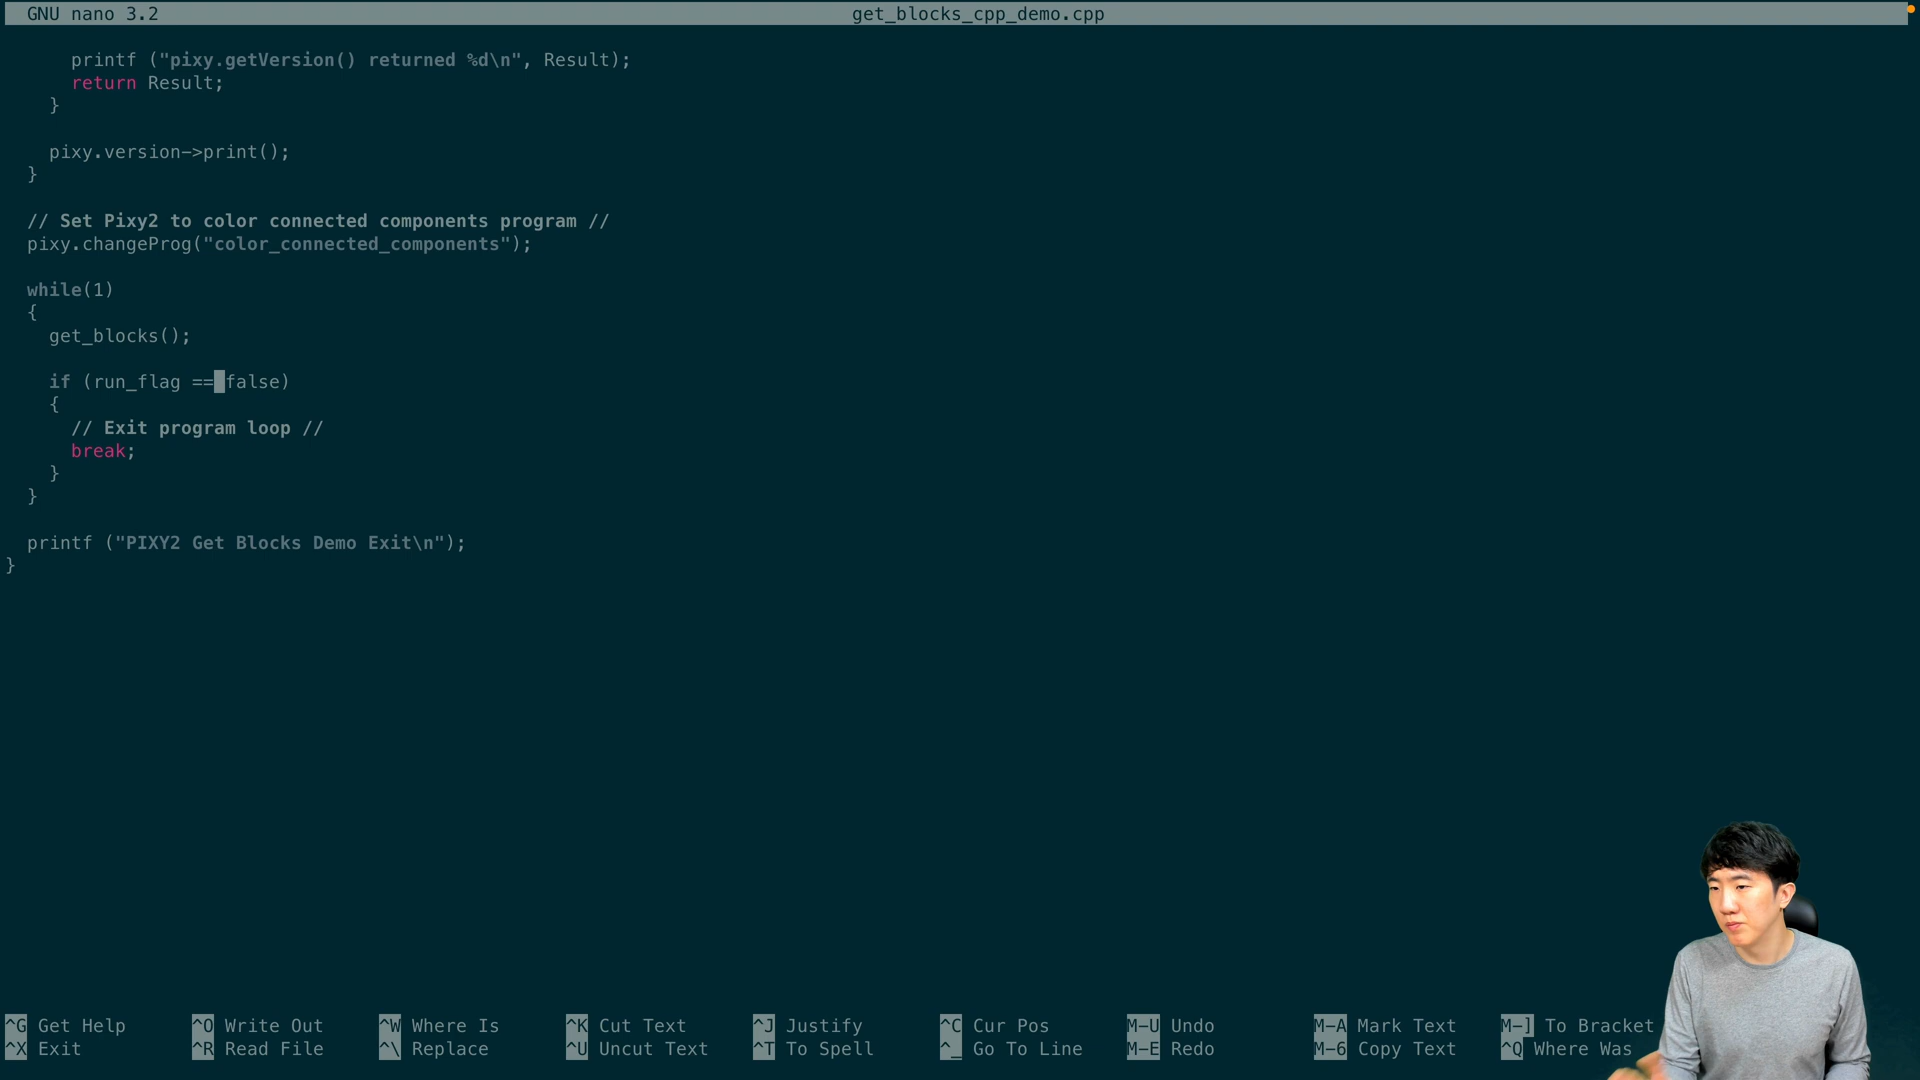 GNU nano 3.2 get_blocks_cpp_demo.cpp
printf ("pixy.getVersion() returned %d\n", Result);
return Result;
}
pixy.version->print();
}
// Set Pixy2 to color connected components program //
pixy.changeProg("color_connected_components");
while(1)
{
get_blocks();
if (run_flag == false)
{
// Exit program loop //
break;
}
}
printf ("PIXY2 Get Blocks Demo Exit\n");
}
^G Get Help ^O Write Out ^W Where Is ^K Cut Text ^J Justify ^C Cur Pos M-U Undo M-A Mark Text M-] To Bracket
^X Exit ^R Read File ^\ Replace ^U Uncut Text ^T To Spell ^_ Go To Line M-E Redo M-6 Copy Text ^Q Where Was